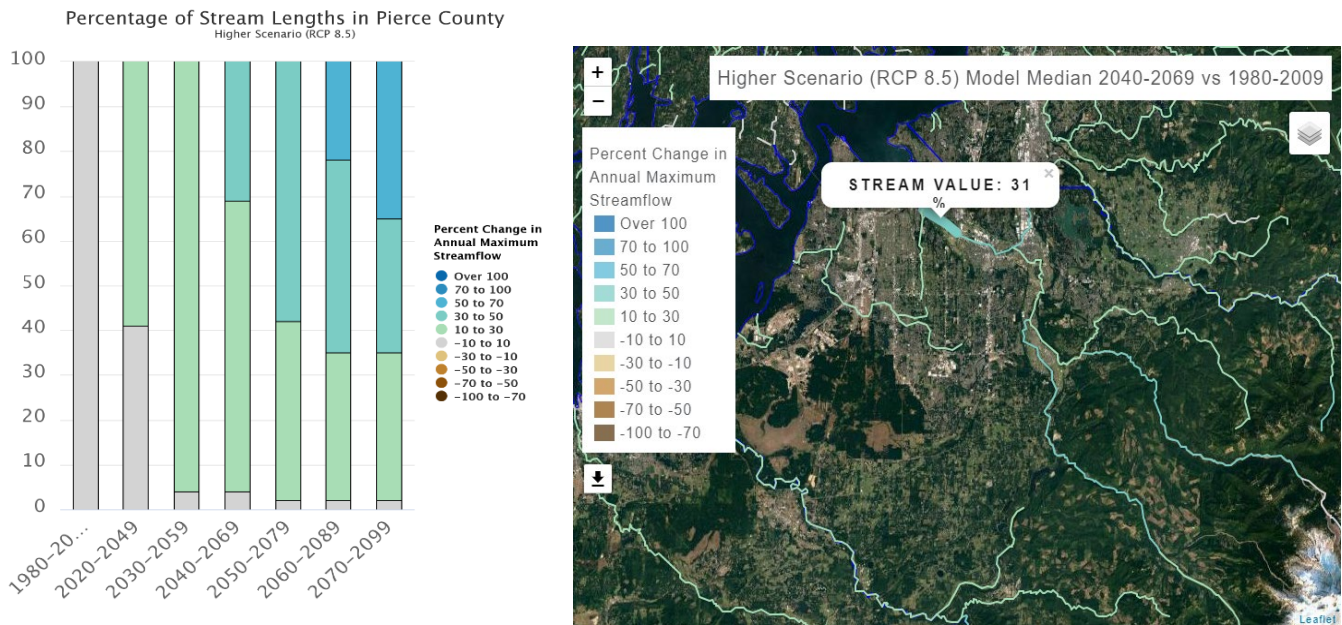 Percentage of Stream Lengths in Pierce County
Higher Scenario (RCP 8.5)
100
90
80
70
60
50
40
30
20
10
0
1980-20...
2020-2049
2030-2059
2040-2069
2050-2079
2060-2089
2070-2099
Percent Change in
Annual Maximum
Streamflow
Over 100
70 to 100
50 to 70
30 to 50
10 to 30
-10 to 10
-30 to -10
-50 to -30
-70 to -50
-100 to -70
+
−
Higher Scenario (RCP 8.5) Model Median 2040-2069 vs 1980-2009
Percent Change in
Annual Maximum
Streamflow
Over 100
70 to 100
50 to 70
30 to 50
10 to 30
-10 to 10
-30 to -10
-50 to -30
-70 to -50
-100 to -70
×
STREAM VALUE: 31
%
Leaflet